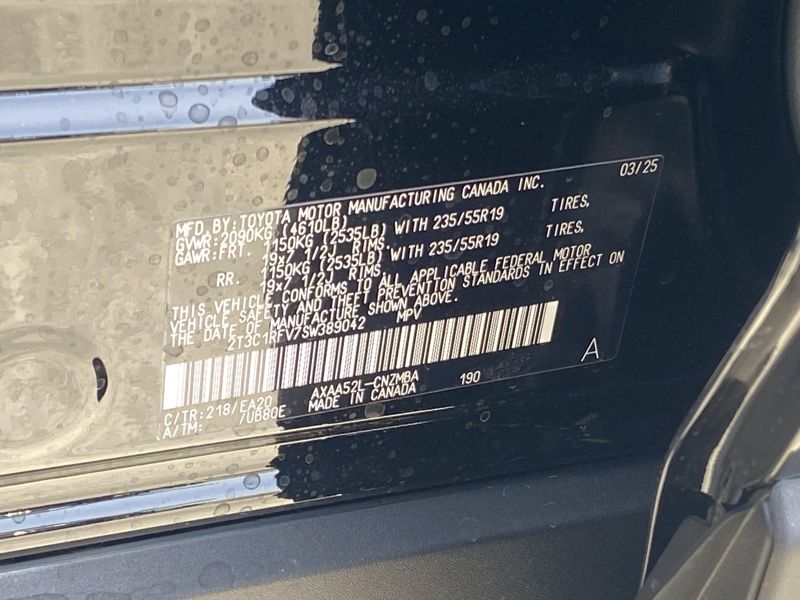 03/25
MFD. BY: TOYOTA MOTOR MANUFACTURING CANADA INC.
GVWR: 2090KG (4610LB)
GAWR: FRT. 1150KG (2535LB) WITH 235/55R19 TIRES,
19x7 1/2J RIMS.
RR. 1150KG (2535LB) WITH 235/55R19 TIRES,
19x7 1/2J RIMS.
THIS VEHICLE CONFORMS TO ALL APPLICABLE FEDERAL MOTOR
VEHICLE SAFETY AND THEFT PREVENTION STANDARDS IN EFFECT ON
THE DATE OF MANUFACTURE SHOWN ABOVE.
2T3C1RFV7SW389042 MPV
A
C/TR: 218/EA20 AXAA52L-CNZMBA 190
A/TM: -/UB80E MADE IN CANADA